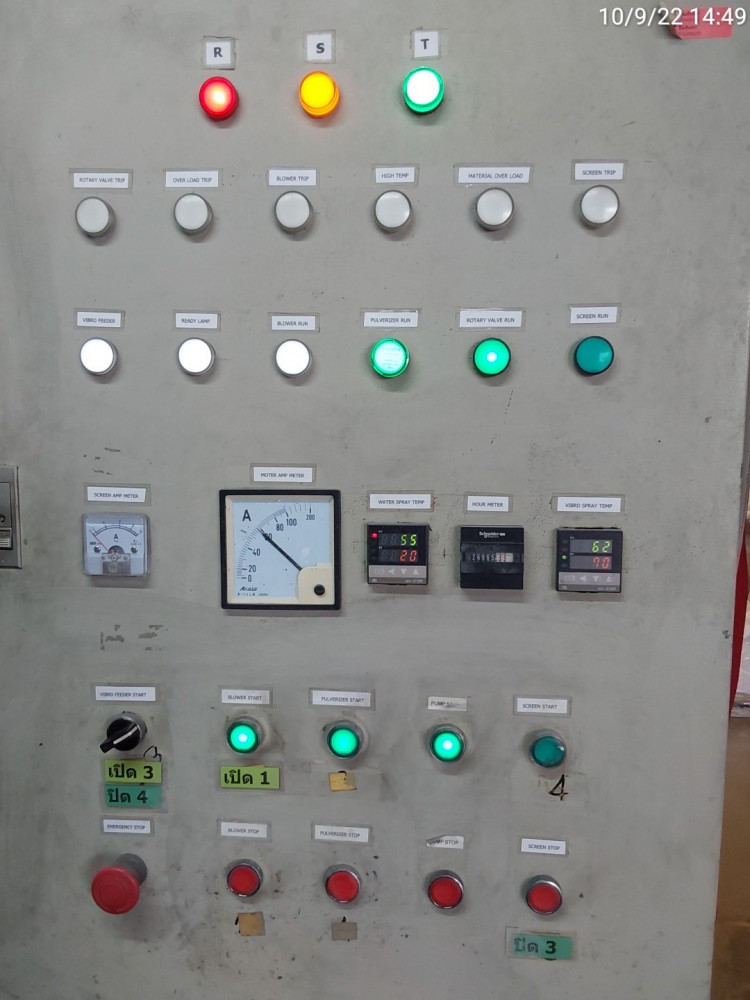 10/9/22 14:49
R
S
T
ROTARY VALVE TRIP
OVER LOAD TRIP
BLOWER TRIP
HIGH TEMP
MATERIAL OVER LOAD
SCREEN TRIP
VIBRO FEEDER
READY LAMP
BLOWER RUN
PULVERIZER RUN
ROTARY VALVE RUN
SCREEN RUN
SCREEN AMP METER
MOTER AMP METER
WATER SPRAY TEMP
HOUR METER
VIBRO SPRAY TEMP
A
0
20
40
80
100
200
55
20
Schneider
62
70
VIBRO FEEDER START
BLOWER START
PULVERIZER START
SCREEN START
เปิด 3
ปิด 4
เปิด 1
4
EMERGENCY STOP
BLOWER STOP
PULVERIZER STOP
STOP
SCREEN STOP
ปิด 3